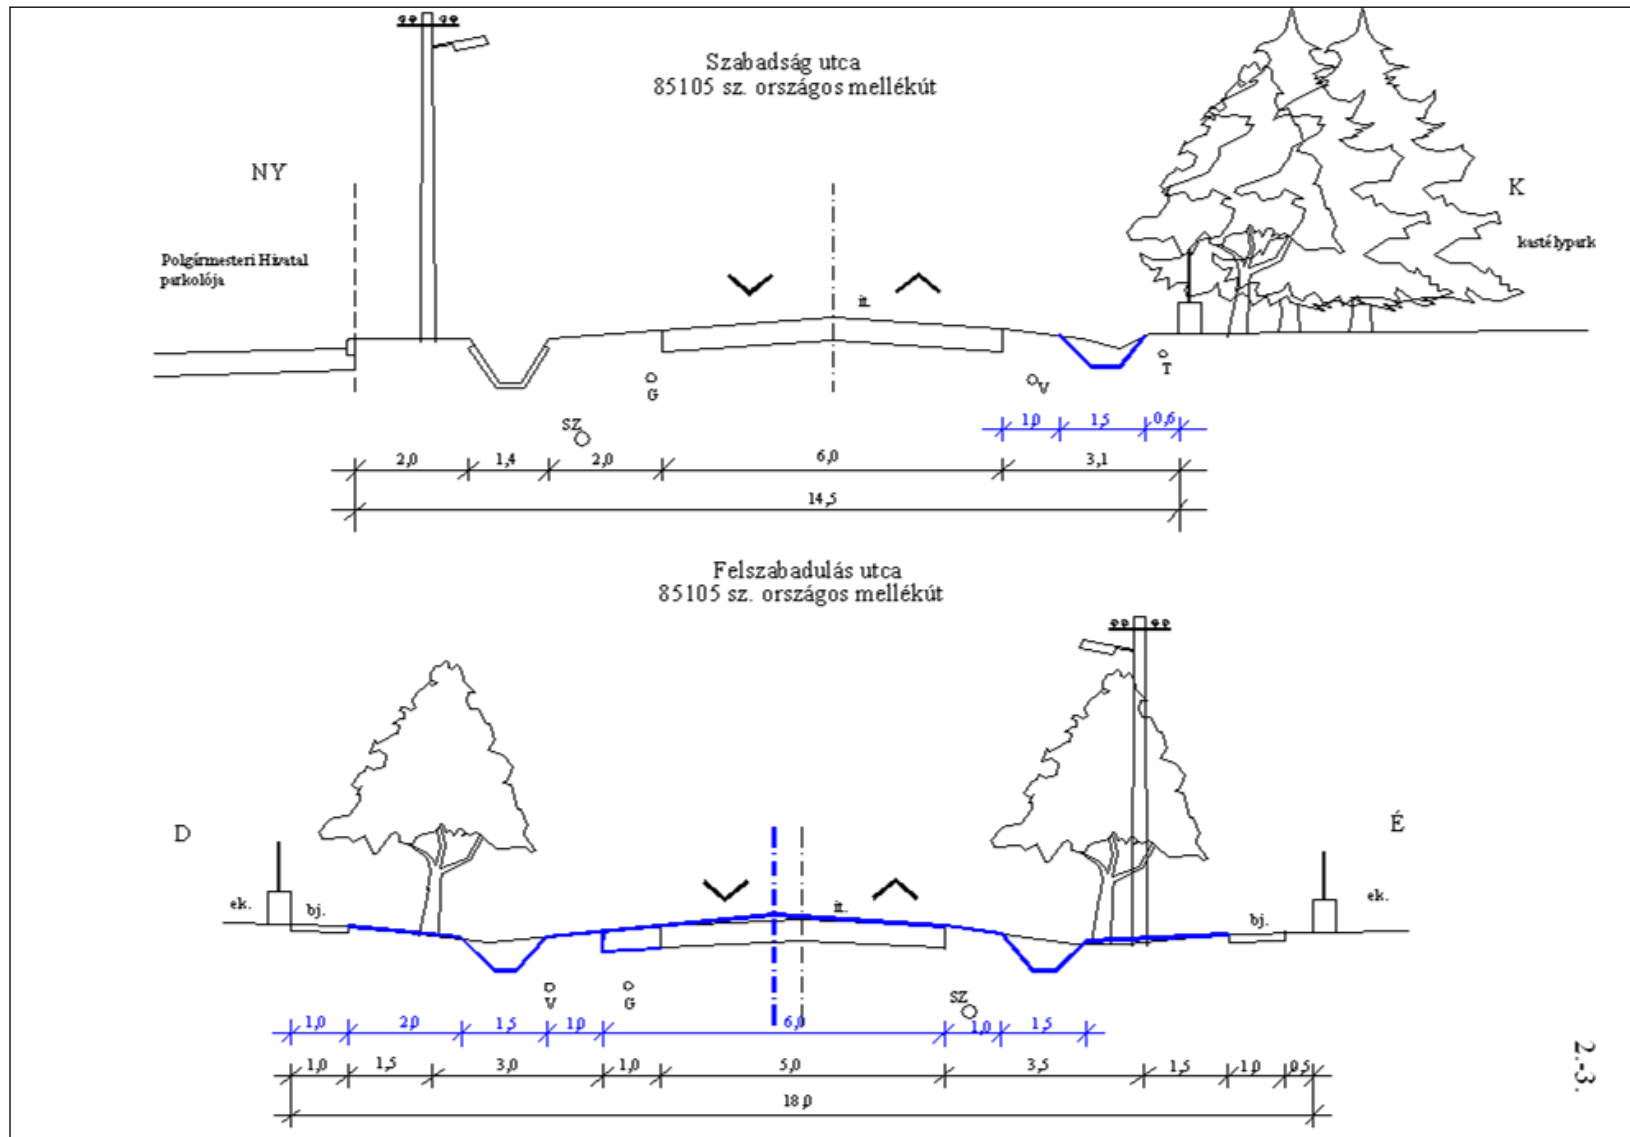 Szabadság utca
85105 sz. országos mellékút
NY
K
Polgírmesteri Hivatal
parkolója
kastélypark
it.
G
V
T
SZ
1,0 1,5 0,6
2,0 1,4 2,0 6,0 3,1
14,5
Felszabadulás utca
85105 sz. országos mellékút
D
É
ek.
bj.
it.
bj.
ek.
V
G
SZ
1,0 2,0 1,5 1,0 6,0 1,0 1,5
1,0 1,5 3,0 1,0 5,0 3,5 1,5 1,0 0,5
18,0
2.-3.